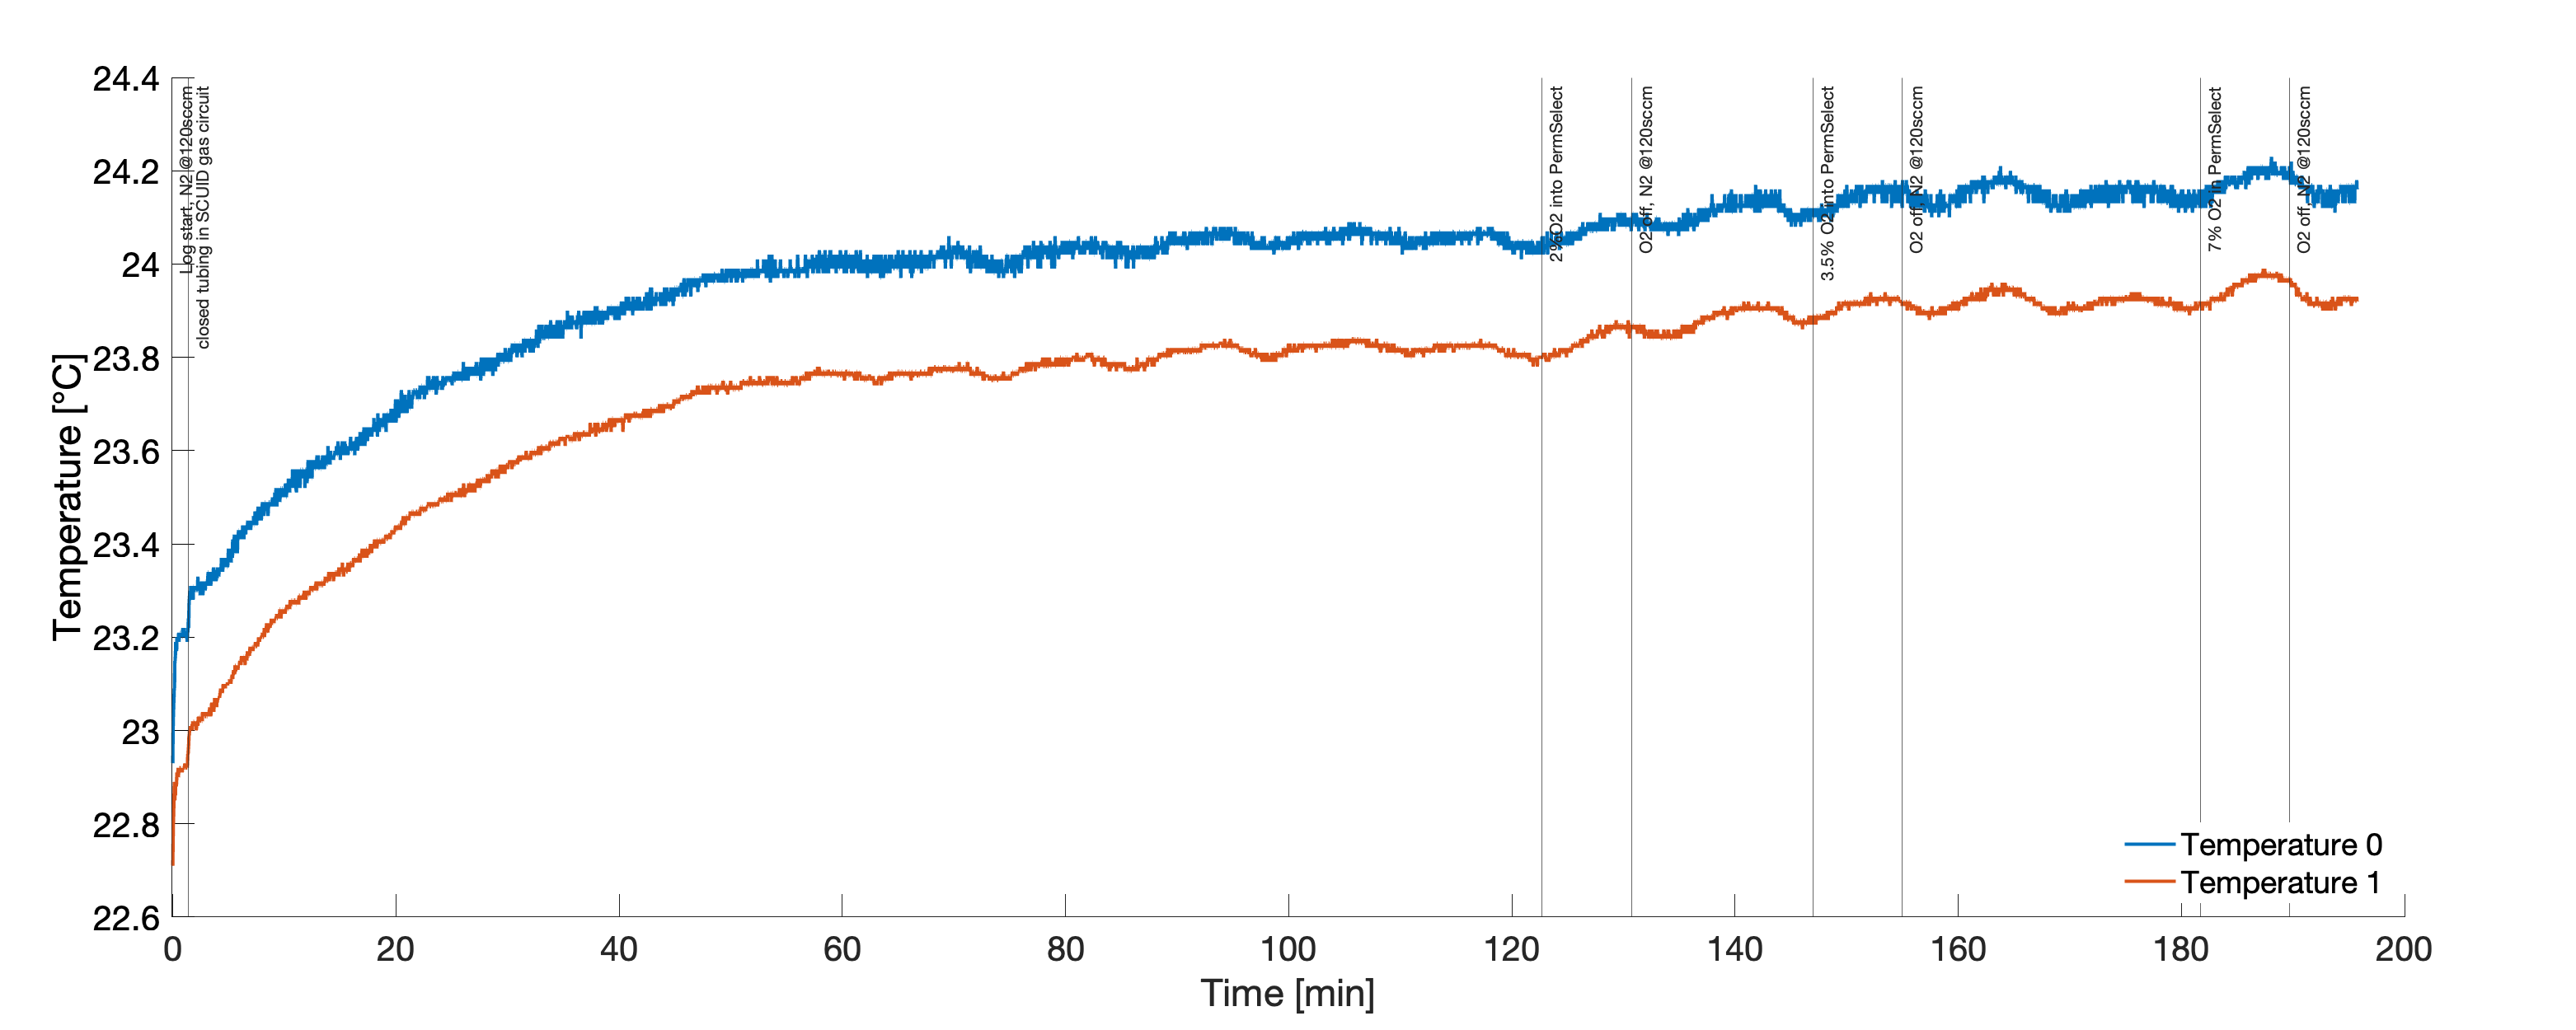 24.4
24.2
24
23.8
23.6
23.4
23.2
23
22.8
22.6
Temperature [°C]
Log start, N2 @120sccm
closed tubing in SCUID gas circuit
2%O2 into PermSelect
O2 off, N2 @120sccm
3.5% O2 into PermSelect
O2 off, N2 @120sccm
7% O2 in PermSelect
O2 off, N2 @120sccm
Temperature 0
Temperature 1
0 20 40 60 80 100 120 140 160 180 200
Time [min]